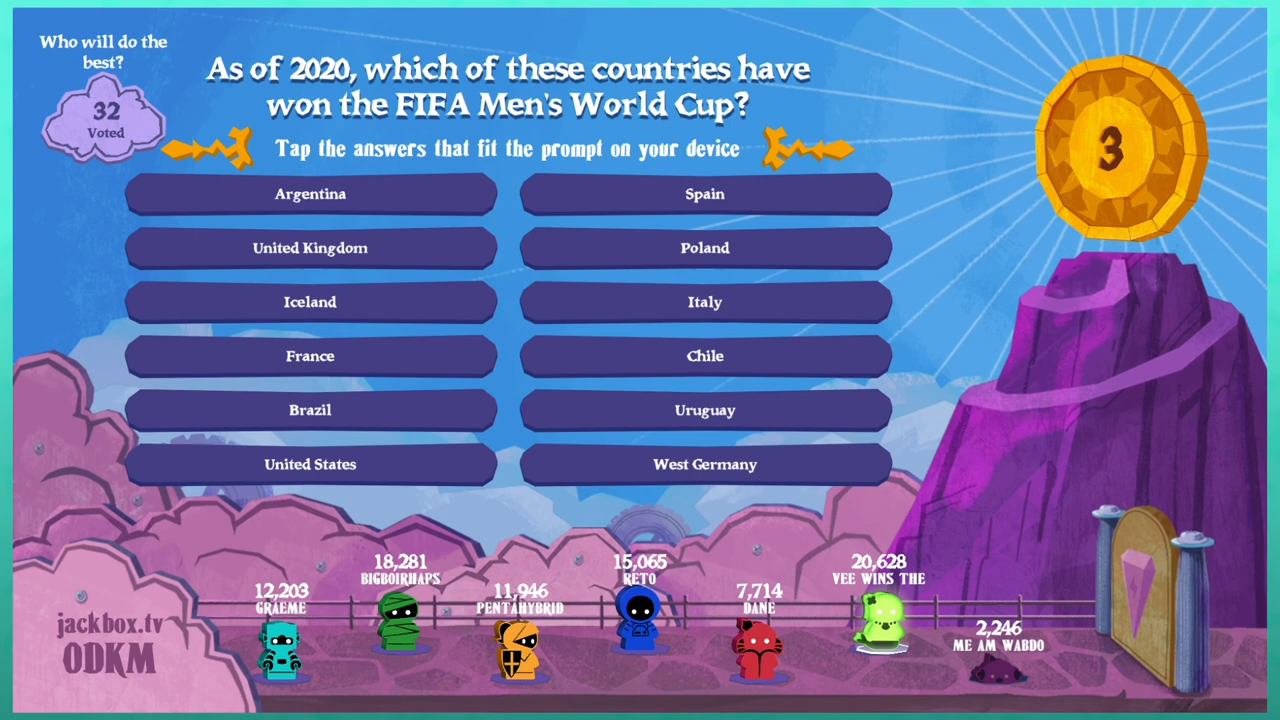 Who will do the
best?
32
Voted
As of 2020, which of these countries have
won the FIFA Men's World Cup?
Tap the answers that fit the prompt on your device
3
Argentina
Spain
United Kingdom
Poland
Iceland
Italy
France
Chile
Brazil
Uruguay
United States
West Germany
12,203
GRAEME
18,281
BIGBOIRHAPS
11,946
PENTAHYBRID
15,065
RETO
7,714
DANE
20,628
VEE WINS THE
2,246
ME AM WABDO
jackbox.tv
ODKM